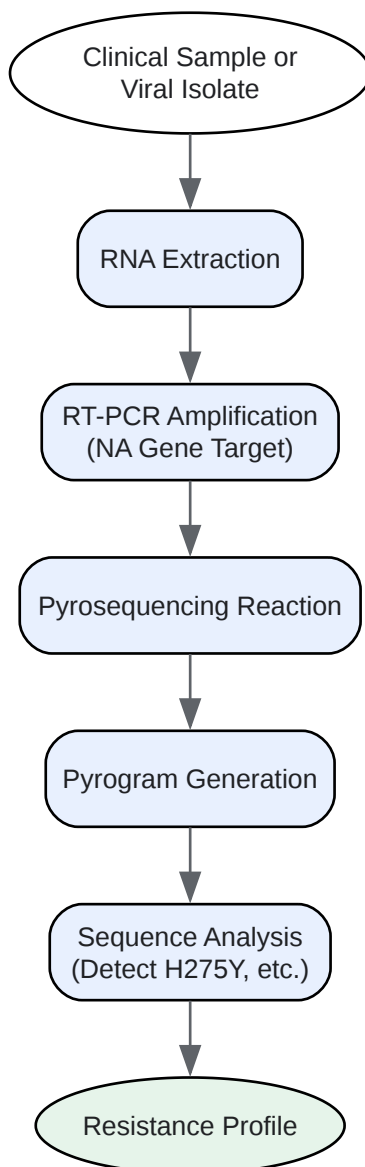 Clinical Sample or
Viral Isolate
RNA Extraction
RT-PCR Amplification
(NA Gene Target)
Pyrosequencing Reaction
Pyrogram Generation
Sequence Analysis
(Detect H275Y, etc.)
Resistance Profile